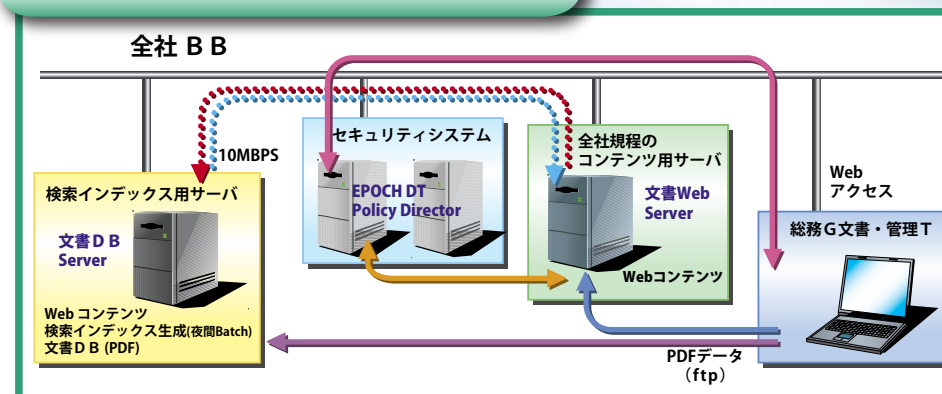 全社ＢＢ
10MBPS
検索インデックス用サーバ
文書ＤＢ
Server
Web コンテンツ
検索インデックス生成(夜間Batch)
文書ＤＢ(PDF)
セキュリティシステム
EPOCH DT
Policy Director
全社規程の
コンテンツ用サーバ
文書Web
Server
Webコンテンツ
Web
アクセス
総務Ｇ文書・管理Ｔ
PDFデータ
（ftp）